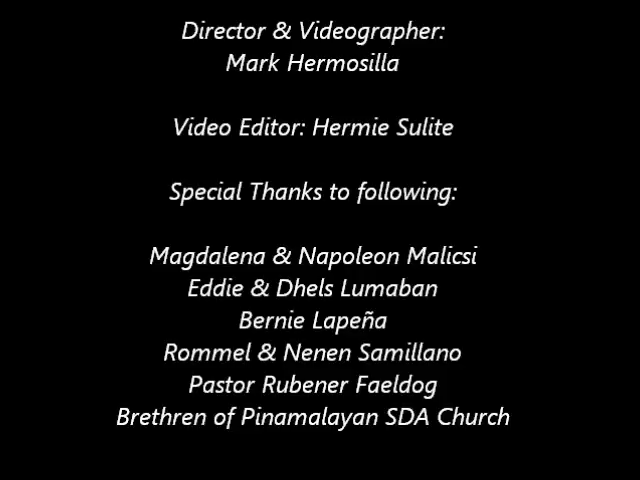 Director & Videographer:
Mark Hermosilla
Video Editor: Hermie Sulite
Special Thanks to following:
Magdalena & Napoleon Malicsi
Eddie & Dhels Lumaban
Bernie Lapeña
Rommel & Nenen Samillano
Pastor Rubener Faeldog
Brethren of Pinamalayan SDA Church